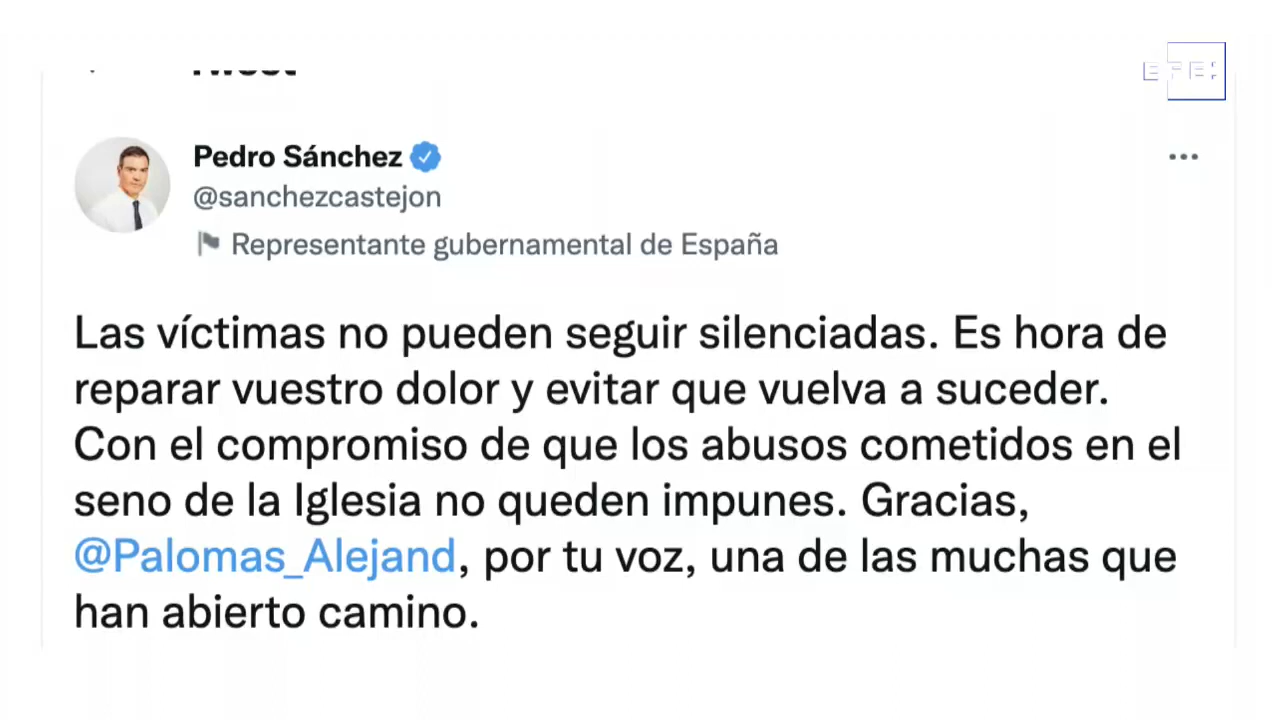 Tweet
EFE:
Pedro Sánchez
@sanchezcastejon
Representante gubernamental de España
Las víctimas no pueden seguir silenciadas. Es hora de
reparar vuestro dolor y evitar que vuelva a suceder.
Con el compromiso de que los abusos cometidos en el
seno de la Iglesia no queden impunes. Gracias,
@Palomas_Alejand, por tu voz, una de las muchas que
han abierto camino.